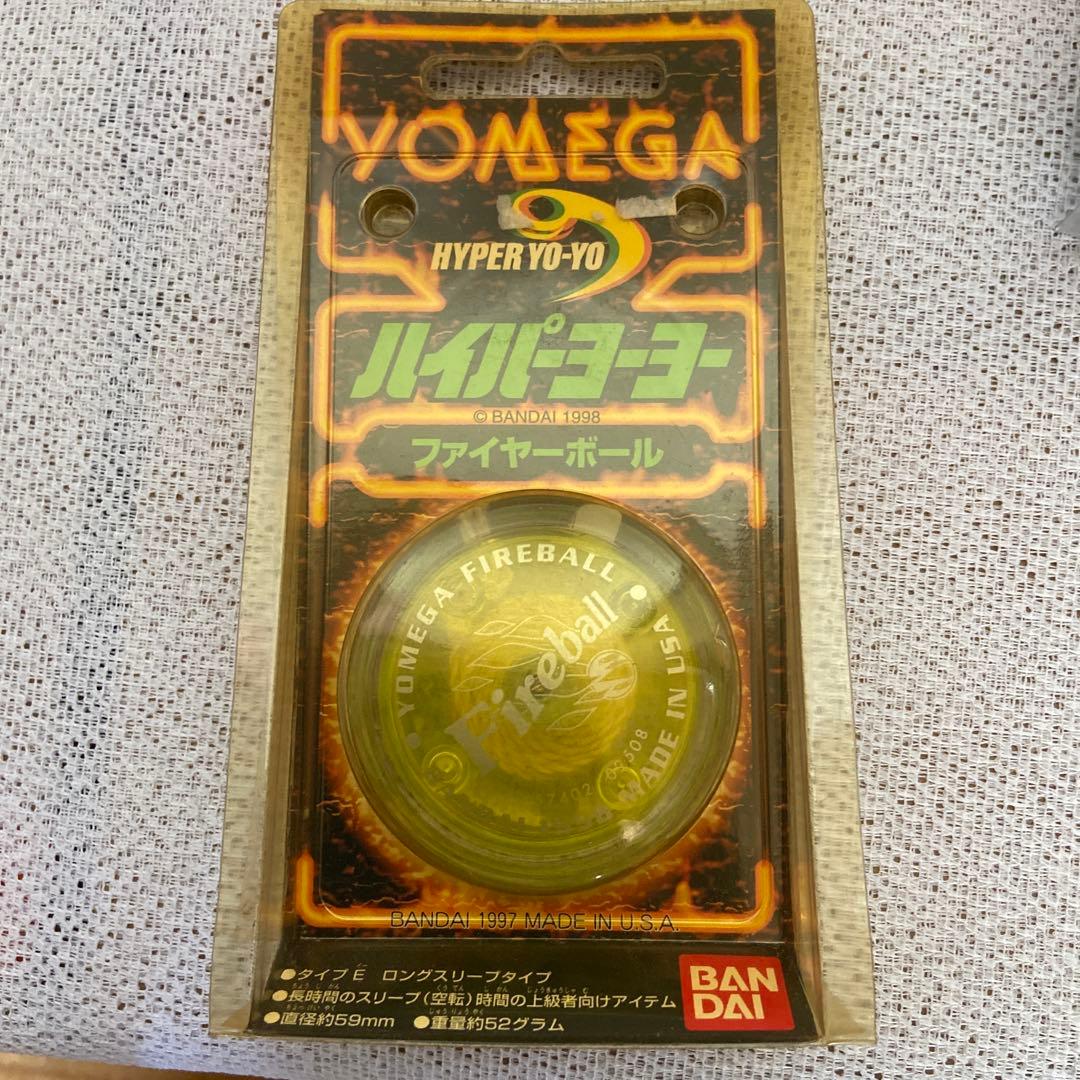 YOMEGA
HYPER YO-YO
ハイパーヨーヨー
© BANDAI 1998
ファイヤーボール
• YOMEGA FIREBALL •
Fireball
MADE IN USA
BANDAI 1997 MADE IN U.S.A.
●タイプE ロングスリープタイプ
●長時間のスリープ(空転)時間の上級者向けアイテム
●直径約59mm ●重量約52グラム
BAN
DAI